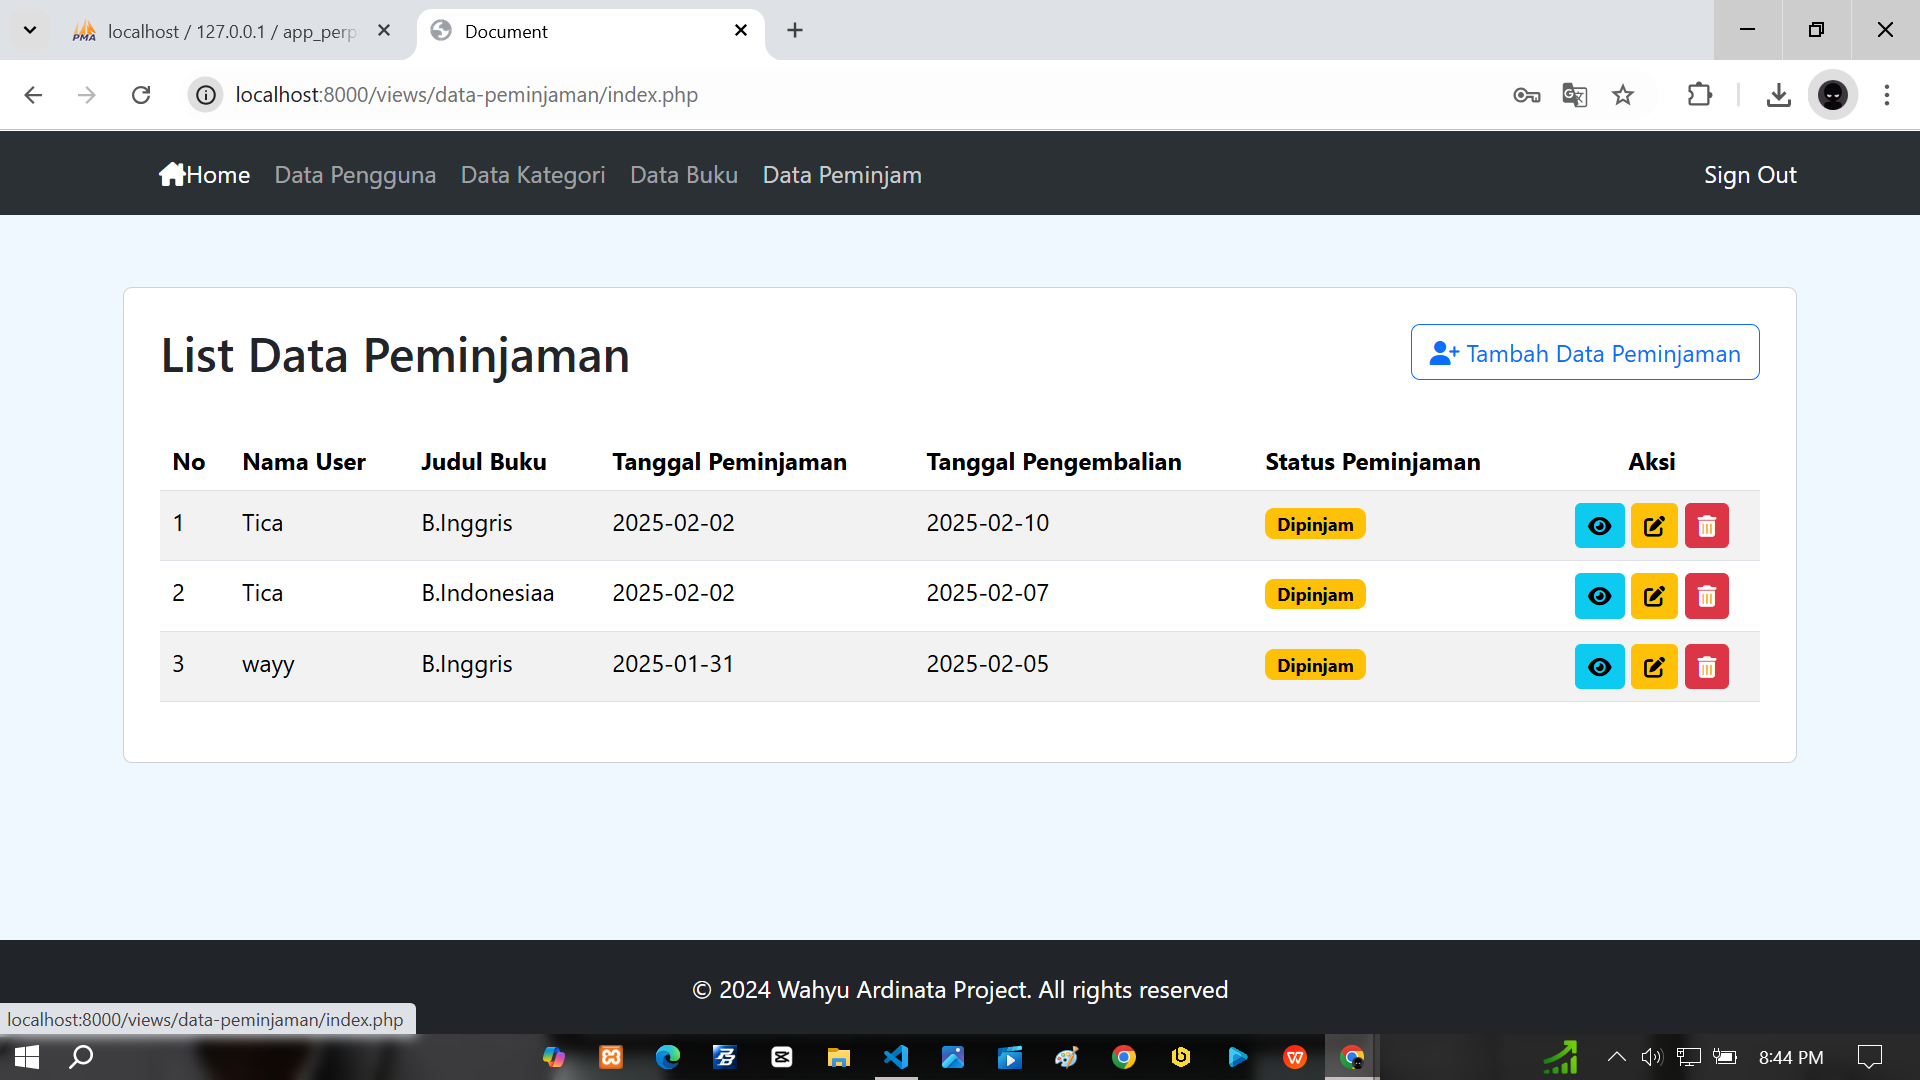 localhost / 127.0.0.1 / app_perp
Document
localhost:8000/views/data-peminjaman/index.php
Home Data Pengguna Data Kategori Data Buku Data Peminjam Sign Out
List Data Peminjaman
Tambah Data Peminjaman
No Nama User Judul Buku Tanggal Peminjaman Tanggal Pengembalian Status Peminjaman Aksi
1 Tica B.Inggris 2025-02-02 2025-02-10 Dipinjam
2 Tica B.Indonesiaa 2025-02-02 2025-02-07 Dipinjam
3 wayy B.Inggris 2025-01-31 2025-02-05 Dipinjam
© 2024 Wahyu Ardinata Project. All rights reserved
localhost:8000/views/data-peminjaman/index.php
8:44 PM